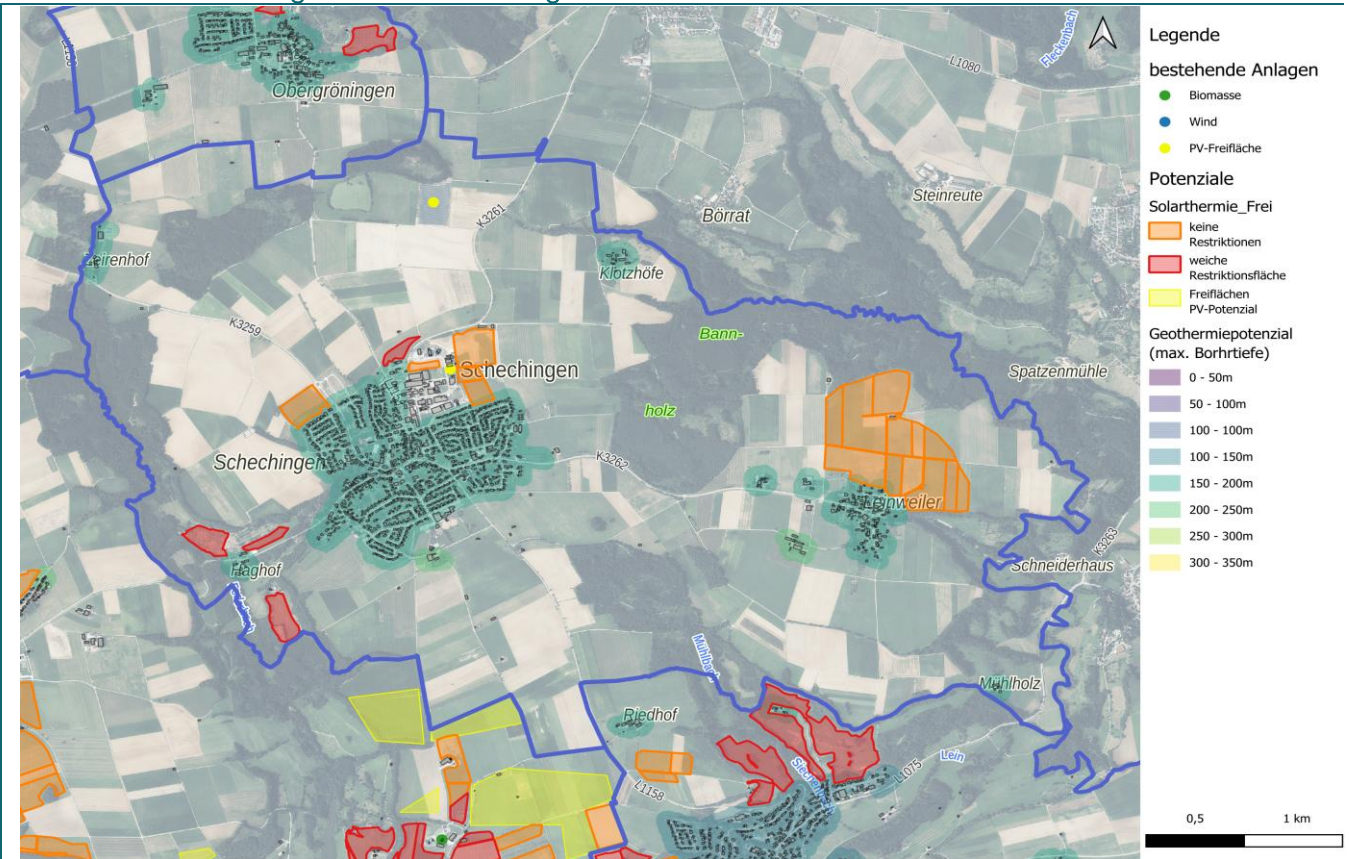 Obergröningen
Fleckenbach
L1080
Steinreute
Börrat
K3261
Klotzhöfe
K3259
Bann-
Schechingen
Spatzenmühle
holz
Schechingen
K3262
Leinweiler
K3263
Schneiderhaus
Haghof
Mühlbach
Mühlholz
Riedhof
Lein
L1075
L1158
Legende
bestehende Anlagen
Biomasse
Wind
PV-Freifläche
Potenziale
Solarthermie_Frei
keine
Restriktionen
weiche
Restriktionsfläche
Freiflächen
PV-Potenzial
Geothermiepotenzial
(max. Borhrtiefe)
0 - 50m
50 - 100m
100 - 100m
100 - 150m
150 - 200m
200 - 250m
250 - 300m
300 - 350m
0,5 1 km